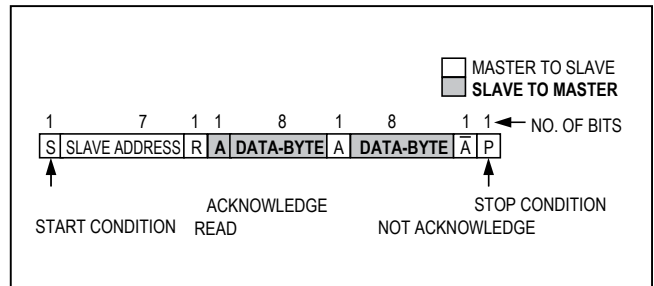 MASTER TO SLAVE
SLAVE TO MASTER
1 7 1 1 8 1 8 1 1 NO. OF BITS
S SLAVE ADDRESS R A DATA-BYTE A DATA-BYTE A̅ P
ACKNOWLEDGE STOP CONDITION
START CONDITION READ NOT ACKNOWLEDGE